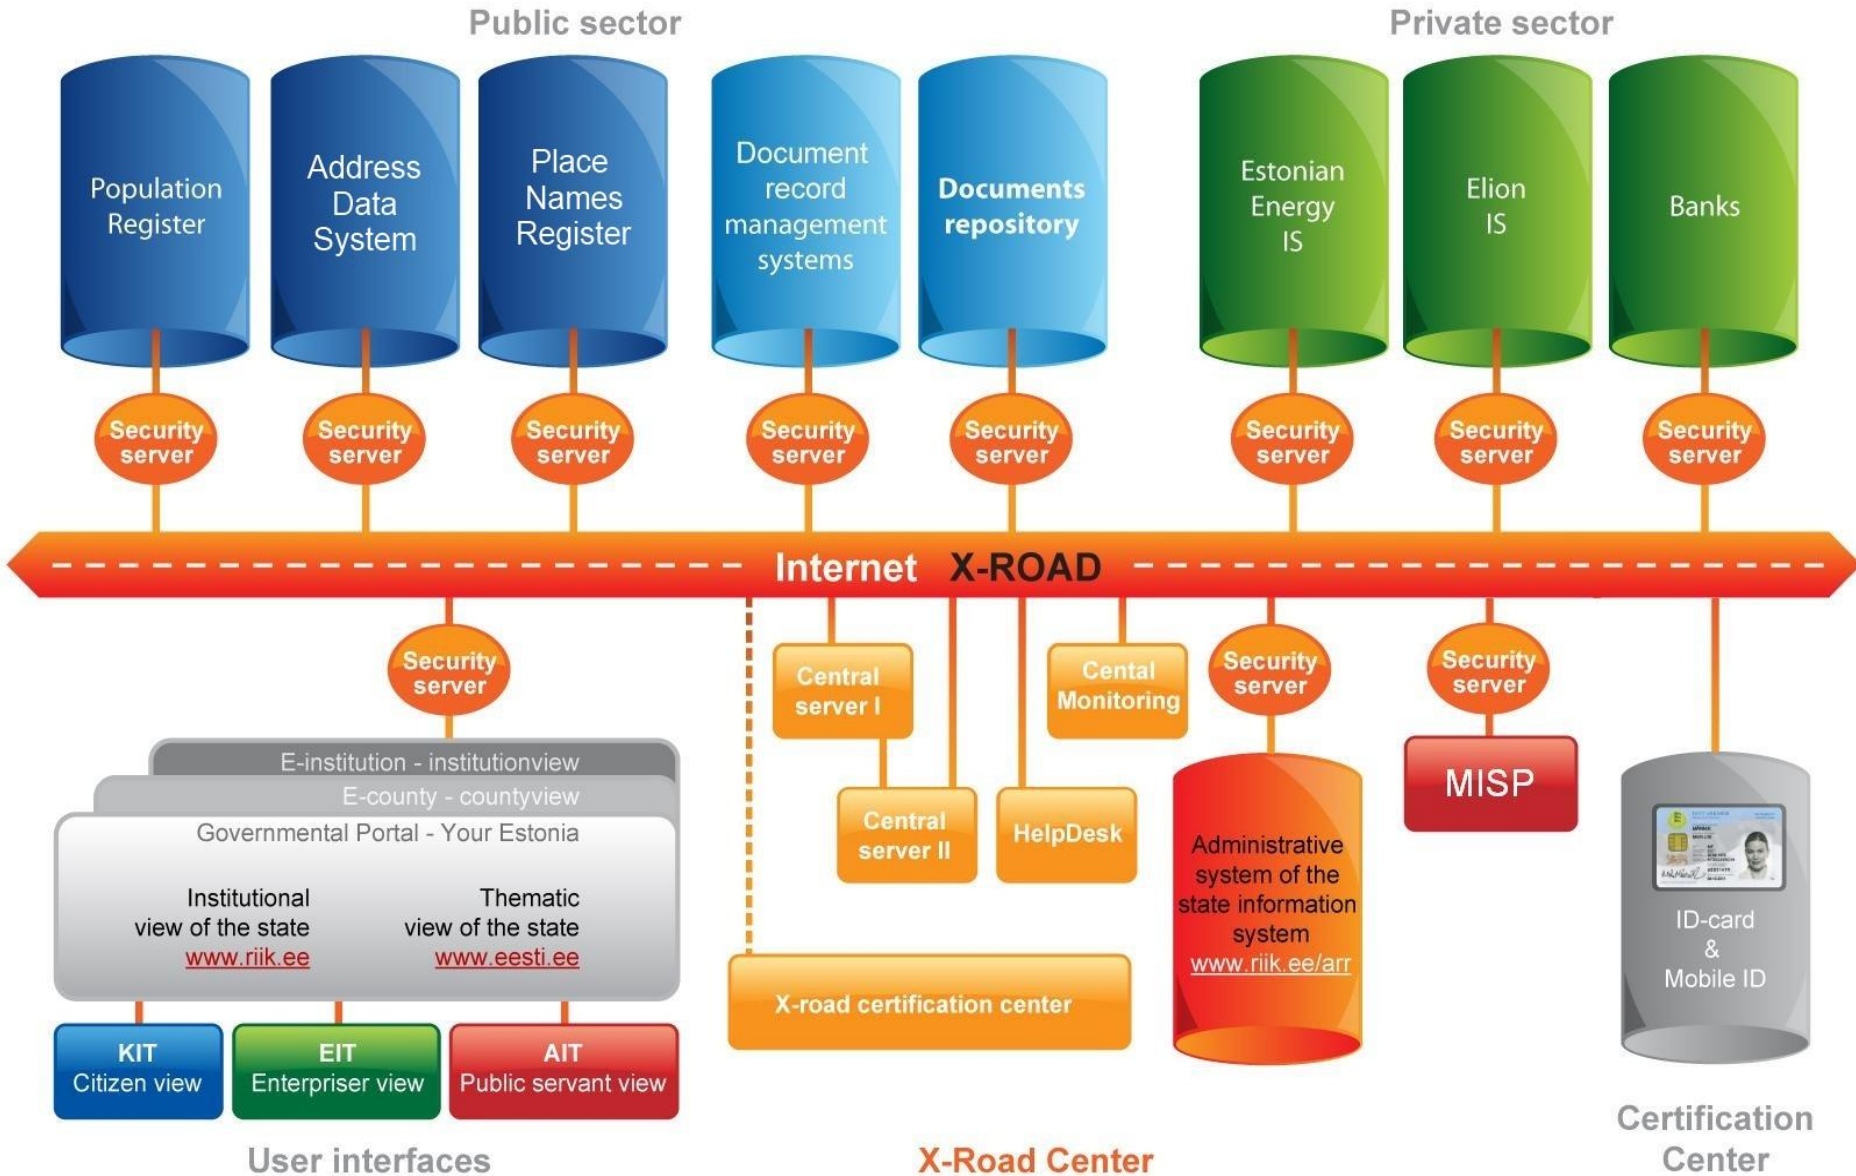 Public sector
Private sector
Population
Register
Address
Data
System
Place
Names
Register
Document
record
management
systems
Documents
repository
Estonian
Energy
IS
Elion
IS
Banks
Security
server
Security
server
Security
server
Security
server
Security
server
Security
server
Security
server
Security
server
Internet X-ROAD
Security
server
E-institution - institutionview
E-county - countyview
Governmental Portal - Your Estonia
Institutional
view of the state
www.riik.ee
Thematic
view of the state
www.eesti.ee
KIT
Citizen view
EIT
Enterpriser view
AIT
Public servant view
User interfaces
Central
server I
Central
server II
HelpDesk
Cental
Monitoring
X-road certification center
Security
server
Administrative
system of the
state information
system
www.riik.ee/arr
X-Road Center
Security
server
MISP
ID-card
&
Mobile ID
Certification
Center